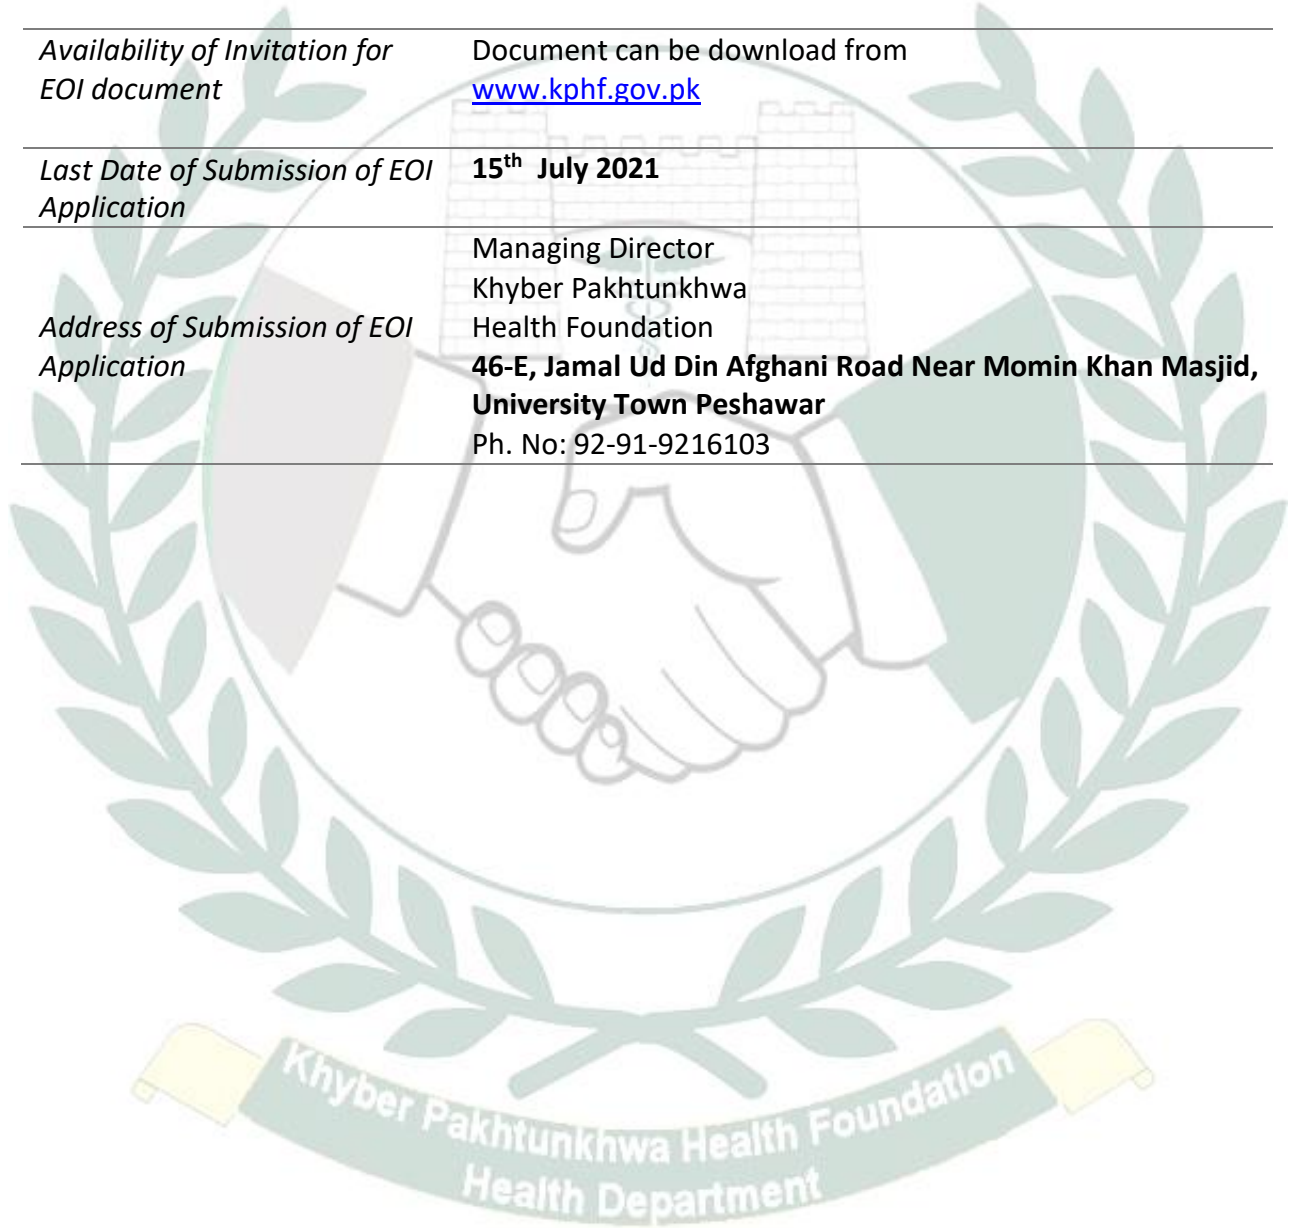 Availability of Invitation for
EOI document
Document can be download from
www.kphf.gov.pk
Last Date of Submission of EOI
Application
15th July 2021
Address of Submission of EOI
Application
Managing Director
Khyber Pakhtunkhwa
Health Foundation
46-E, Jamal Ud Din Afghani Road Near Momin Khan Masjid,
University Town Peshawar
Ph. No: 92-91-9216103
Khyber Pakhtunkhwa Health Foundation
Health Department